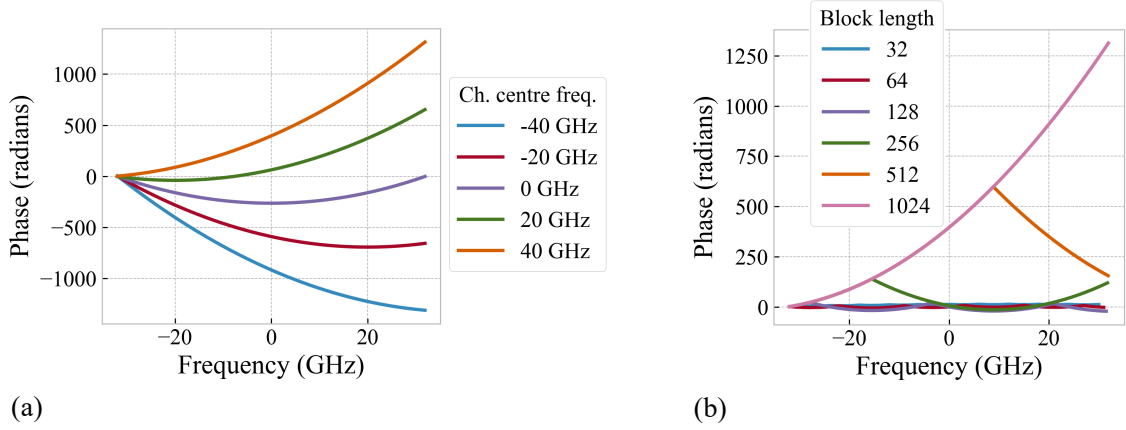 Phase (radians)
1000
500
0
−500
−1000
−20
0
20
Frequency (GHz)
Ch. centre freq.
-40 GHz
-20 GHz
0 GHz
20 GHz
40 GHz
(a)
Block length
32
64
128
256
512
1024
Phase (radians)
1250
1000
750
500
250
0
−20
0
20
Frequency (GHz)
(b)